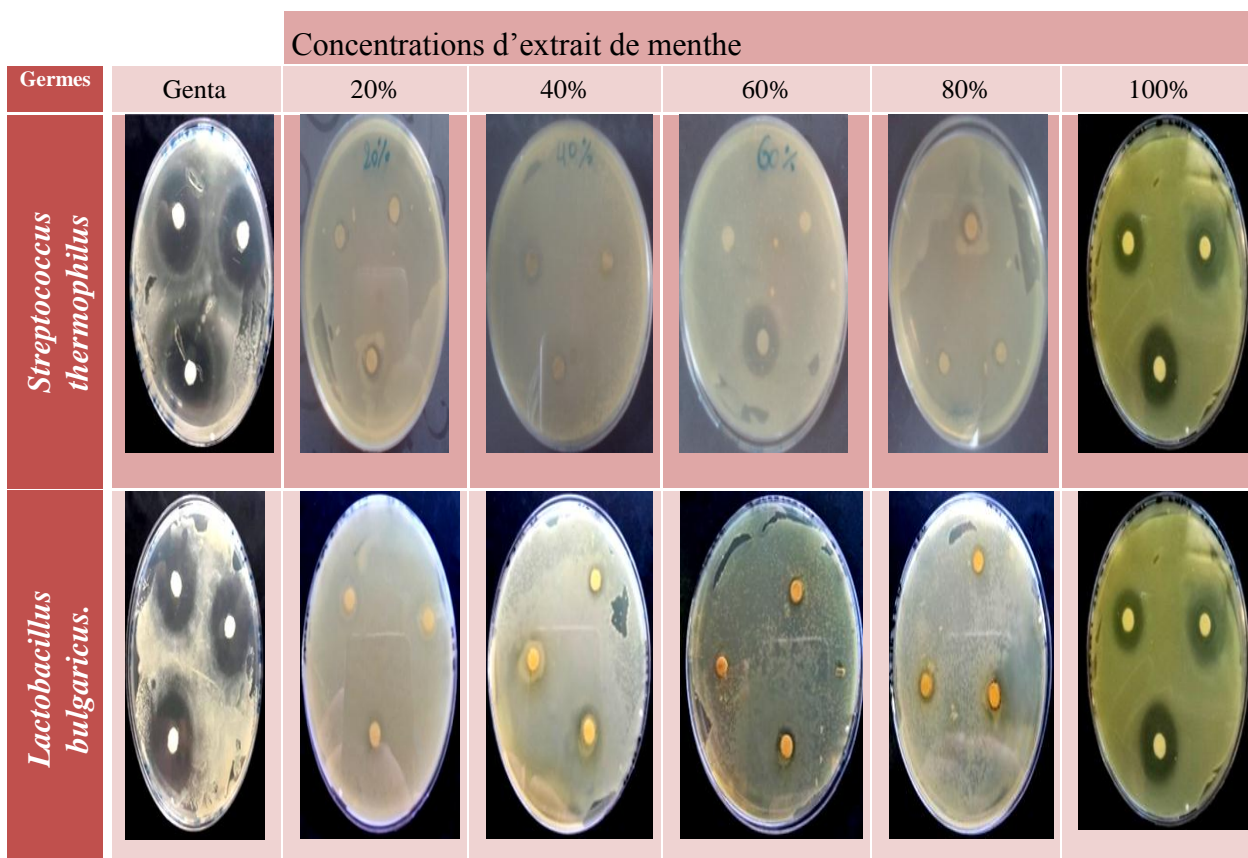 Concentrations d'extrait de menthe
Germes
Genta
20%
40%
60%
80%
100%
Streptococcus
thermophilus
20%
40%
60%
Lactobacillus
bulgaricus.